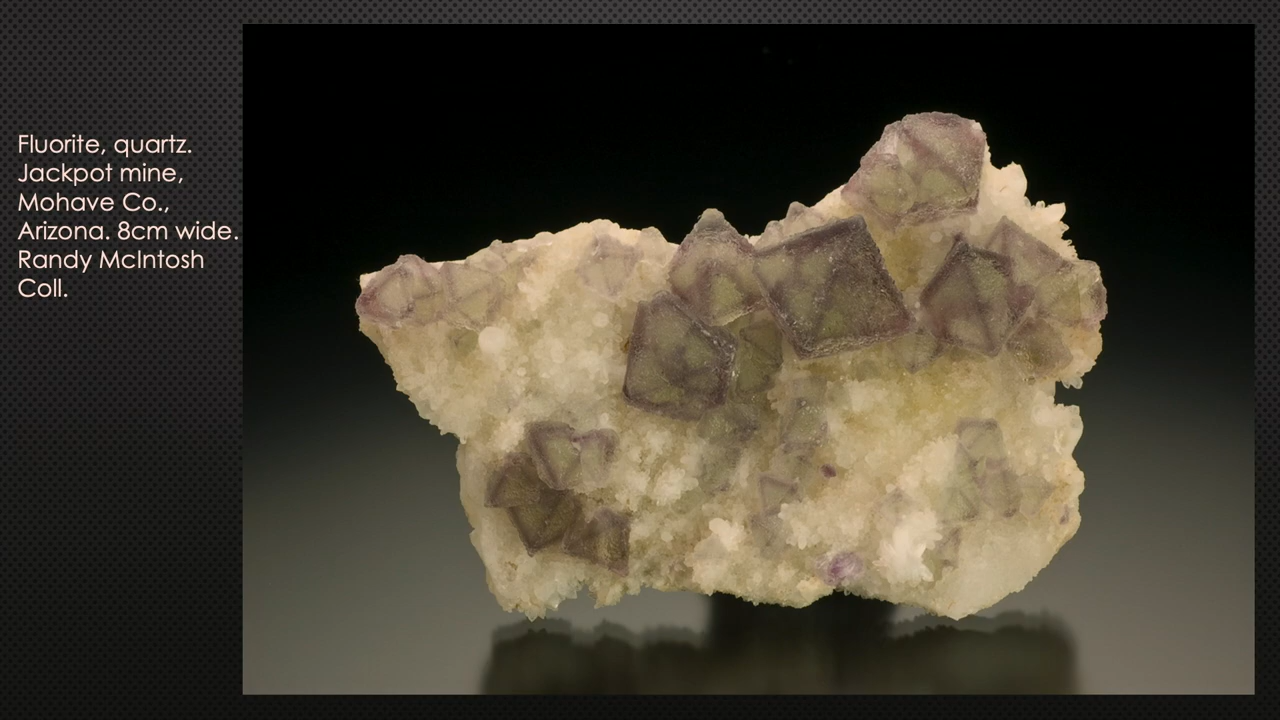 Fluorite, quartz.
Jackpot mine,
Mohave Co.,
Arizona. 8cm wide.
Randy McIntosh
Coll.